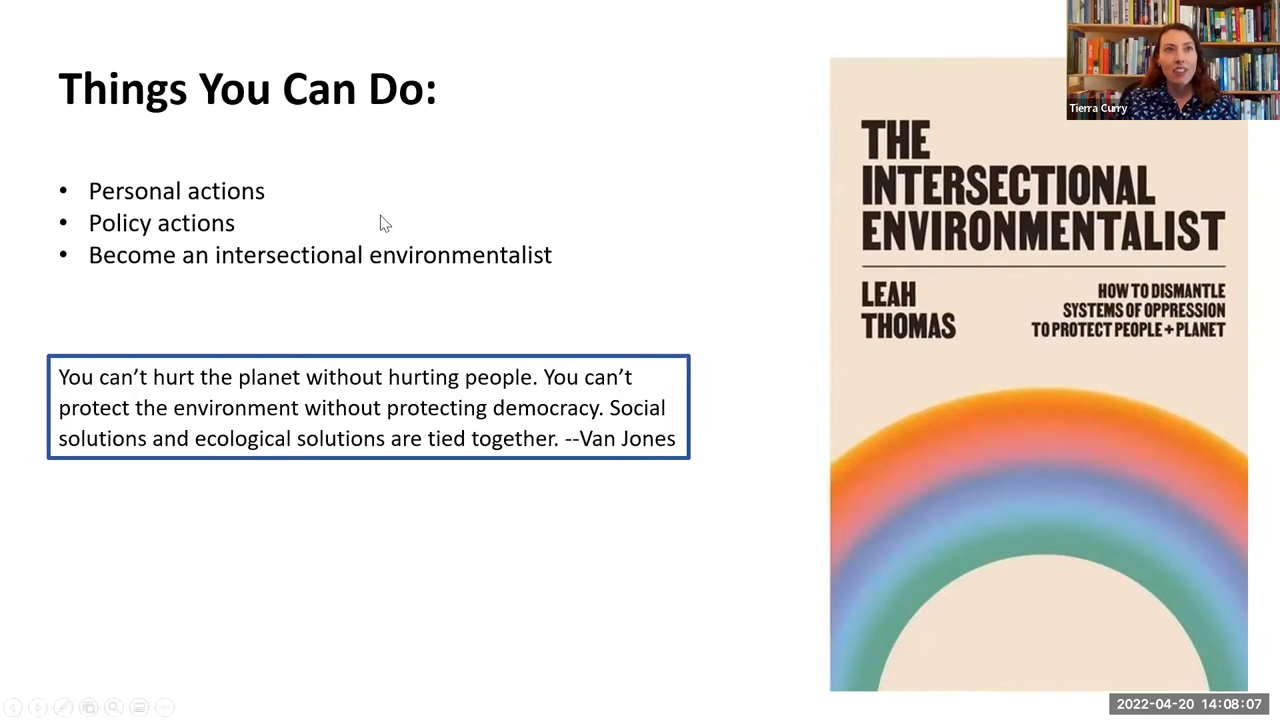 Things You Can Do:
• Personal actions
• Policy actions
• Become an intersectional environmentalist
You can’t hurt the planet without hurting people. You can’t
protect the environment without protecting democracy. Social
solutions and ecological solutions are tied together. --Van Jones
Tierra Curry
THE
INTERSECTIONAL
ENVIRONMENTALIST
LEAH
THOMAS
HOW TO DISMANTLE
SYSTEMS OF OPPRESSION
TO PROTECT PEOPLE + PLANET
2022-04-20 14:08:07